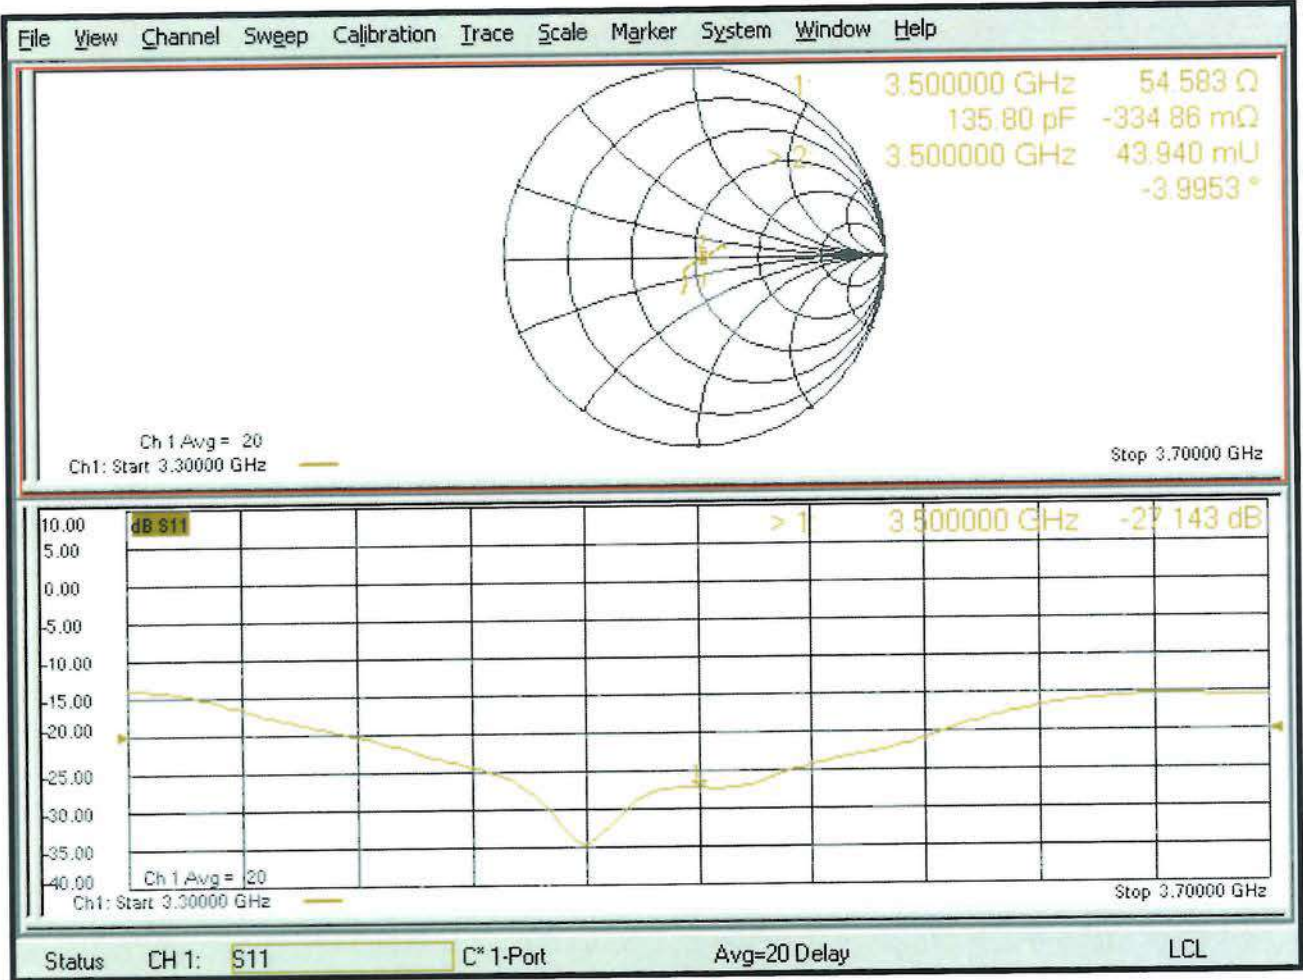 File View Channel Sweep Calibration Trace Scale Marker System Window Help
1: 3.500000 GHz 54.583 Ω
135.80 pF -334.86 mΩ
> 2: 3.500000 GHz 43.940 mU
-3.9953 °
Ch 1 Avg = 20
Ch1: Start 3.30000 GHz
Stop 3.70000 GHz
10.00
dB S11
> 1: 3.500000 GHz -27.143 dB
5.00
0.00
-5.00
-10.00
-15.00
-20.00
-25.00
-30.00
-35.00
-40.00
Ch 1 Avg = 20
Ch1: Start 3.30000 GHz
Stop 3.70000 GHz
Status CH 1: S11 C* 1-Port Avg=20 Delay LCL